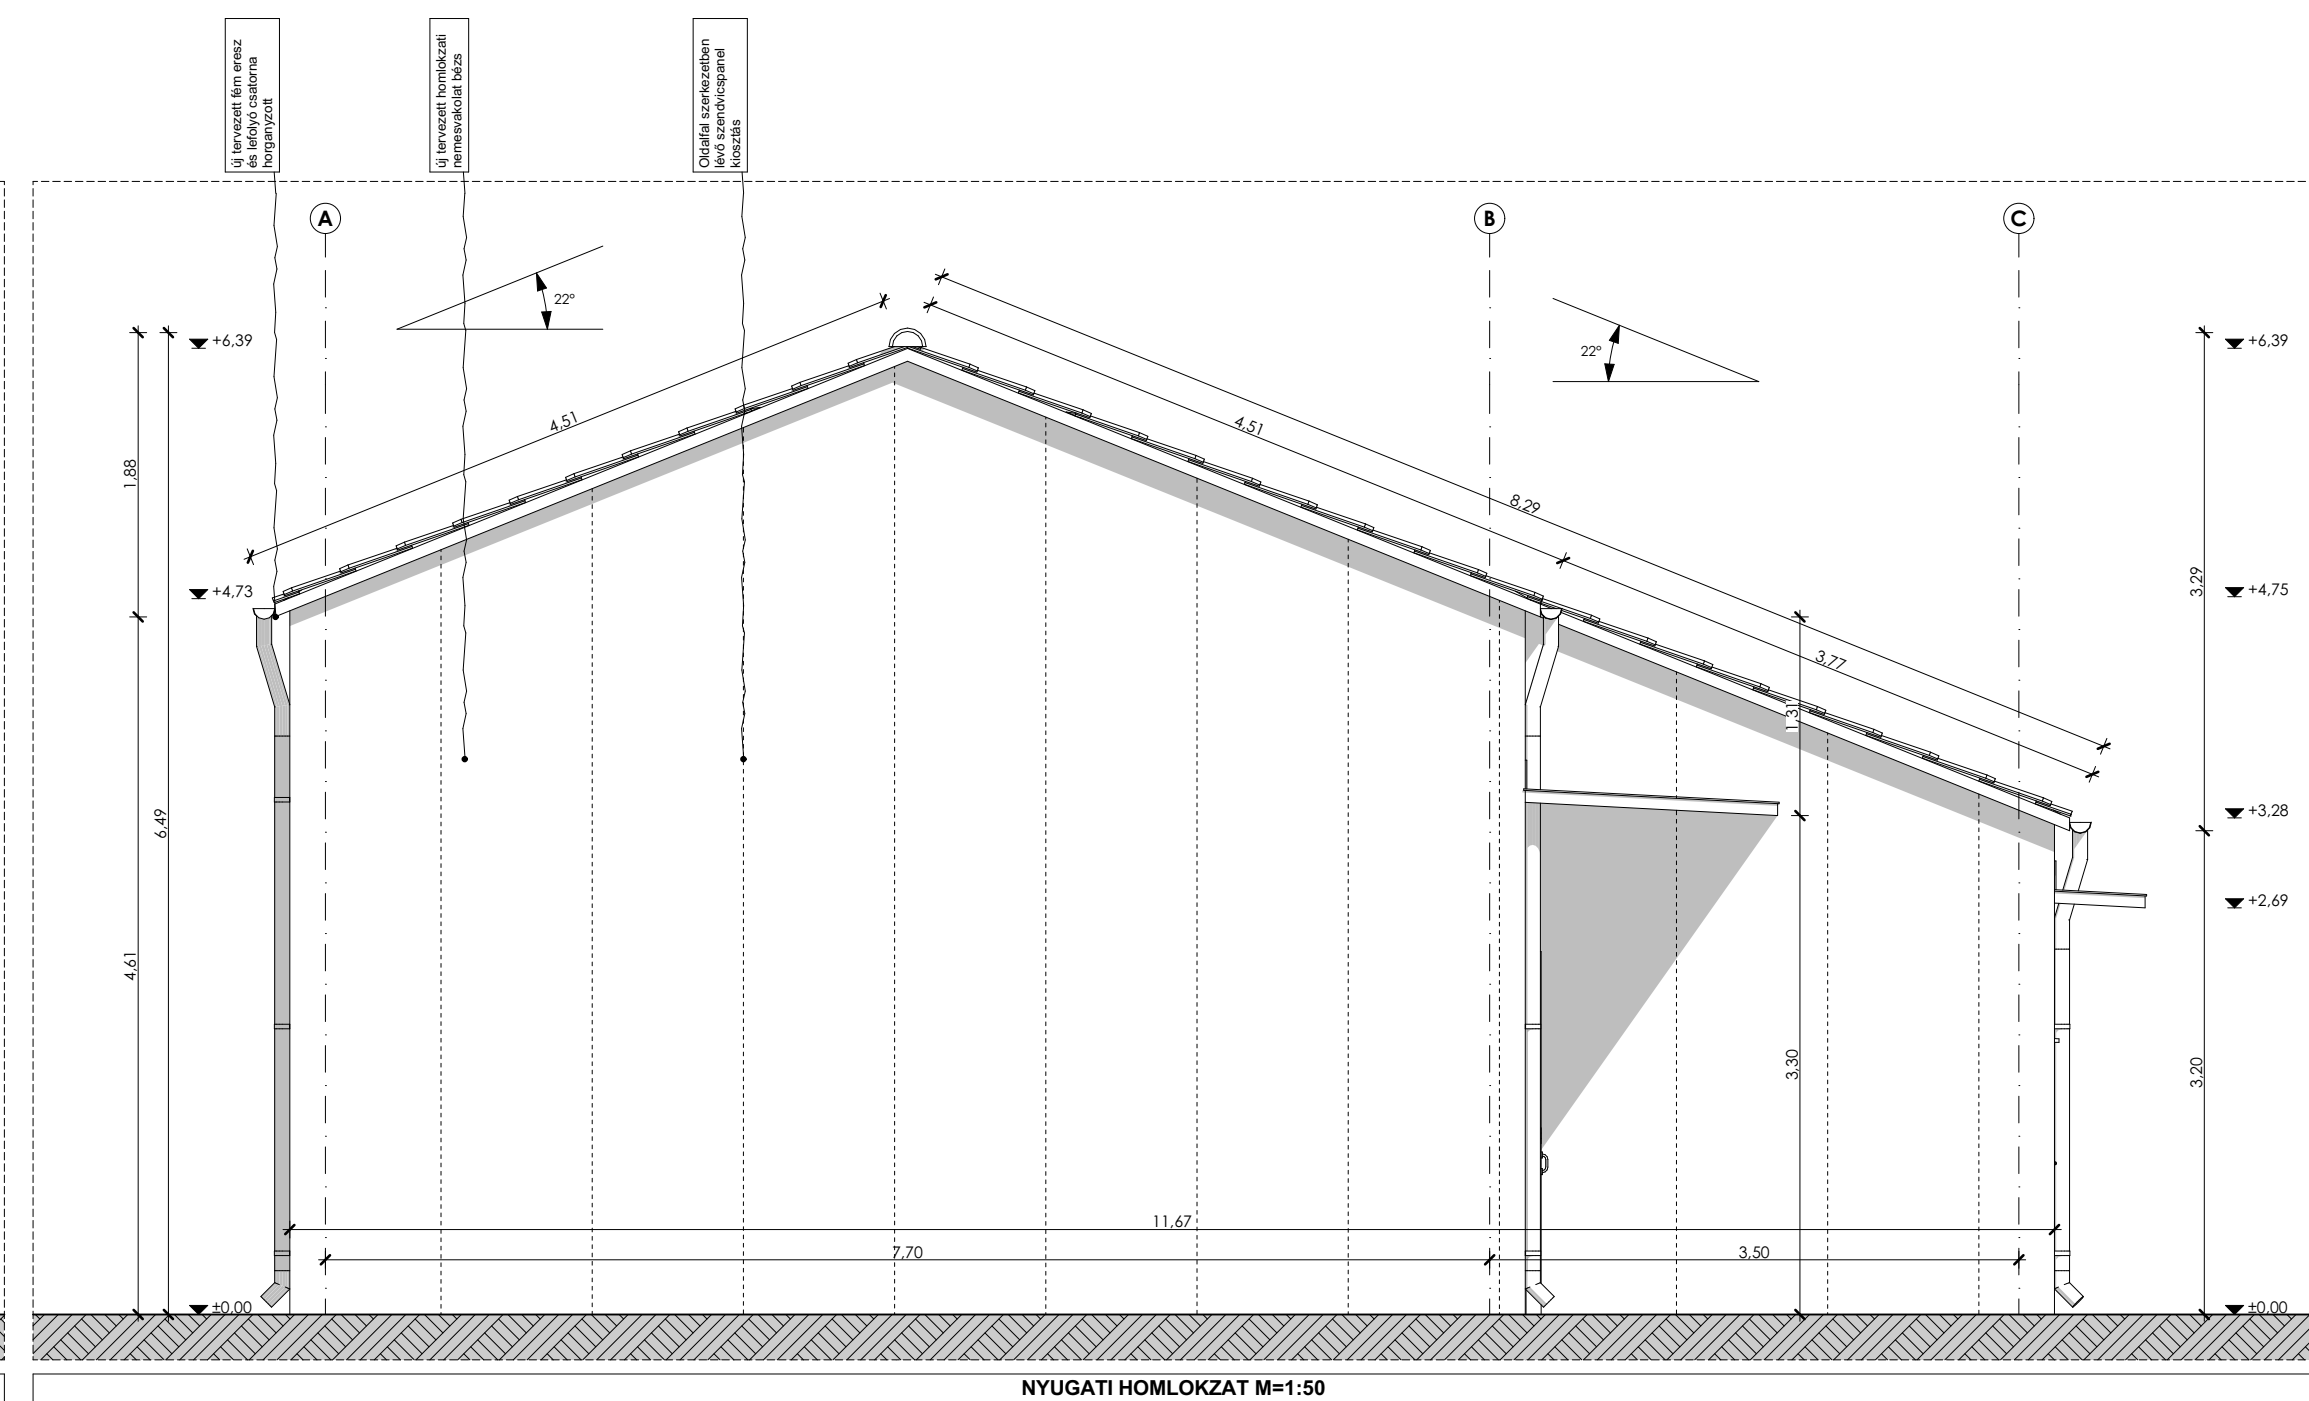 új tervezett fém eresz
és lefolyó csatorna
horganyzott
új tervezett homlokzati
nemesvakolat bézs
Oldalfal szerkezetben
lévő szendvicspanel
kiosztás
A
B
C
22°
22°
+6,39
+6,39
4,51
4,51
8,29
1,88
6,49
+4,73
+4,75
3,29
3,77
1,31
+3,28
+2,69
4,61
3,30
3,20
11,67
7,70
3,50
±0,00
±0,00
NYUGATI HOMLOKZAT M=1:50